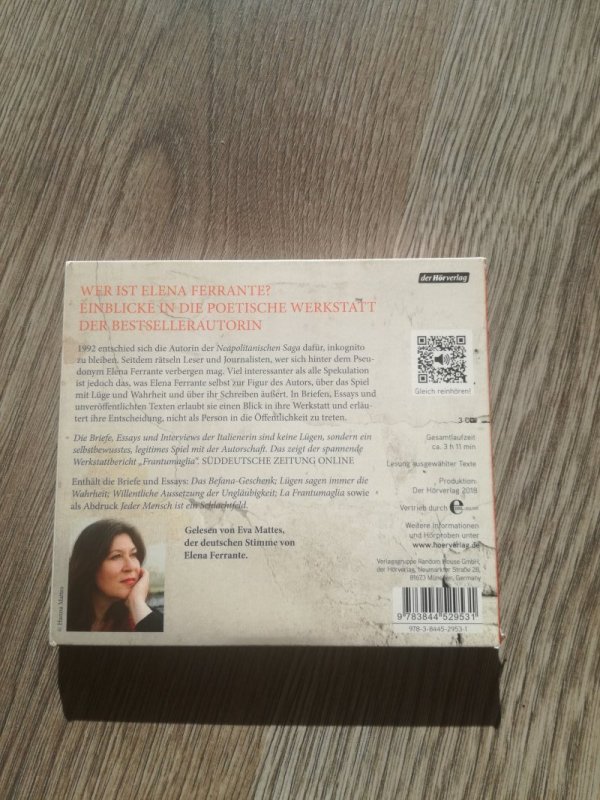 WER IST ELENA FERRANTE?
EINBLICKE IN DIE POETISCHE WERKSTATT
DER BESTSELLERAUTORIN
1992 entschied sich die Autorin der Neapolitanischen Saga dafür, inkognito
zu bleiben. Seitdem rätseln Leser und Journalisten, wer sich hinter dem Pseu-
donym Elena Ferrante verbergen mag. Viel interessanter als alle Spekulation
ist jedoch das, was Elena Ferrante selbst zur Figur des Autors, über das Spiel
mit Lüge und Wahrheit und über ihr Schreiben äußert. In Briefen, Essays und
unveröffentlichten Texten erlaubt sie einen Blick in ihre Werkstatt und erläu-
tert ihre Entscheidung, nicht als Person in die Öffentlichkeit zu treten.
Die Briefe, Essays und Interviews der Italienerin sind keine Lügen, sondern ein
selbstbewusstes, legitimes Spiel mit der Autorschaft. Das zeigt der spannende
Werkstattbericht „Frantumaglia“. SÜDDEUTSCHE ZEITUNG ONLINE
Enthält die Briefe und Essays: Das Befana-Geschenk; Lügen sagen immer die
Wahrheit; Willentliche Aussetzung der Ungläubigkeit; La Frantumaglia sowie
als Abdruck Jeder Mensch ist ein Schlachtfeld.
Gelesen von Eva Mattes,
der deutschen Stimme von
Elena Ferrante.
© Hanna Mattes
der Hörverlag
Gleich reinhören!
3 CD
Gesamtlaufzeit
ca. 3 h 11 min
Lesung ausgewählter Texte
Produktion:
Der Hörverlag 2019
Vertrieb durch
Weitere Informationen
und Hörproben unter
www.hoerverlag.de
Verlagsgruppe Random House GmbH,
der Hörverlag, Neumarkter Straße 28,
81673 München, Germany
9 783844 529531
978-3-8445-2953-1